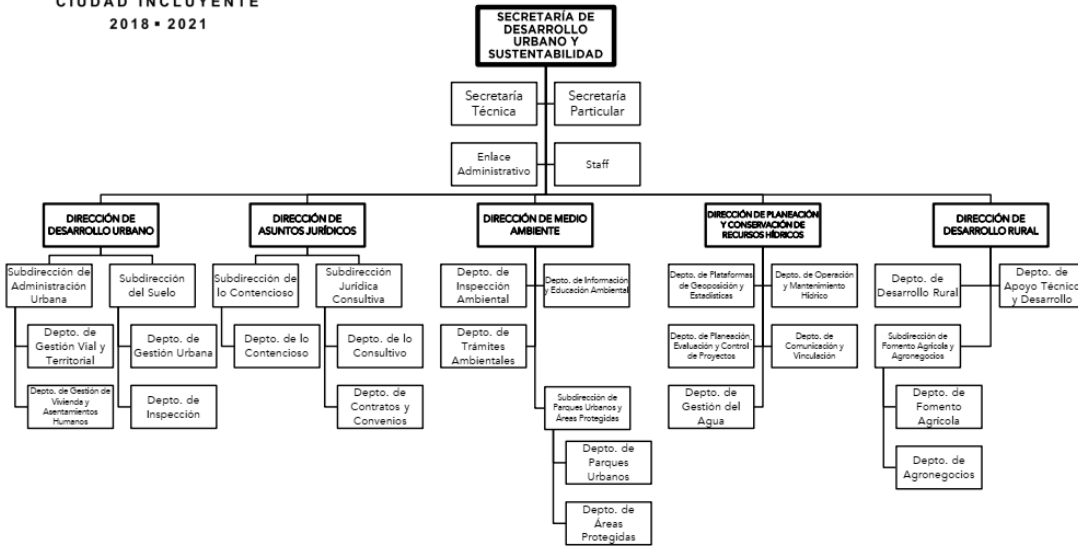 CIUDAD INCLUYENTE
2018 ▪ 2021
SECRETARÍA DE
DESARROLLO
URBANO Y
SUSTENTABILIDAD
Secretaría
Técnica
Secretaría
Particular
Enlace
Administrativo
Staff
DIRECCIÓN DE
DESARROLLO URBANO
Subdirección de
Administración
Urbana
Subdirección
del Suelo
Depto. de
Gestión Vial y
Territorial
Depto. de
Gestión Urbana
Depto. de Gestión de
Vivienda y
Asentamientos
Humanos
Depto. de
Inspección
DIRECCIÓN DE
ASUNTOS JURÍDICOS
Subdirección de
lo Contencioso
Subdirección
Jurídica
Consultiva
Depto. de lo
Contencioso
Depto. de lo
Consultivo
Depto. de
Contratos y
Convenios
DIRECCIÓN DE MEDIO
AMBIENTE
Depto. de
Inspección
Ambiental
Depto. de Información
y Educación Ambiental
Depto. de
Trámites
Ambientales
Subdirección de
Parques Urbanos y
Áreas Protegidas
Depto. de
Parques
Urbanos
Depto. de
Áreas
Protegidas
DIRECCIÓN DE PLANEACIÓN
Y CONSERVACIÓN DE
RECURSOS HÍDRICOS
Depto. de Plataformas
de Geoposición y
Estadísticas
Depto. de Operación
y Mantenimiento
Hídrico
Depto. de Planeación,
Evaluación y Control
de Proyectos
Depto. de
Comunicación y
Vinculación
Depto. de
Gestión del
Agua
DIRECCIÓN DE
DESARROLLO RURAL
Depto. de
Desarrollo Rural
Depto. de
Apoyo Técnico
y Desarrollo
Subdirección de
Fomento Agrícola y
Agronegocios
Depto. de
Fomento
Agrícola
Depto. de
Agronegocios